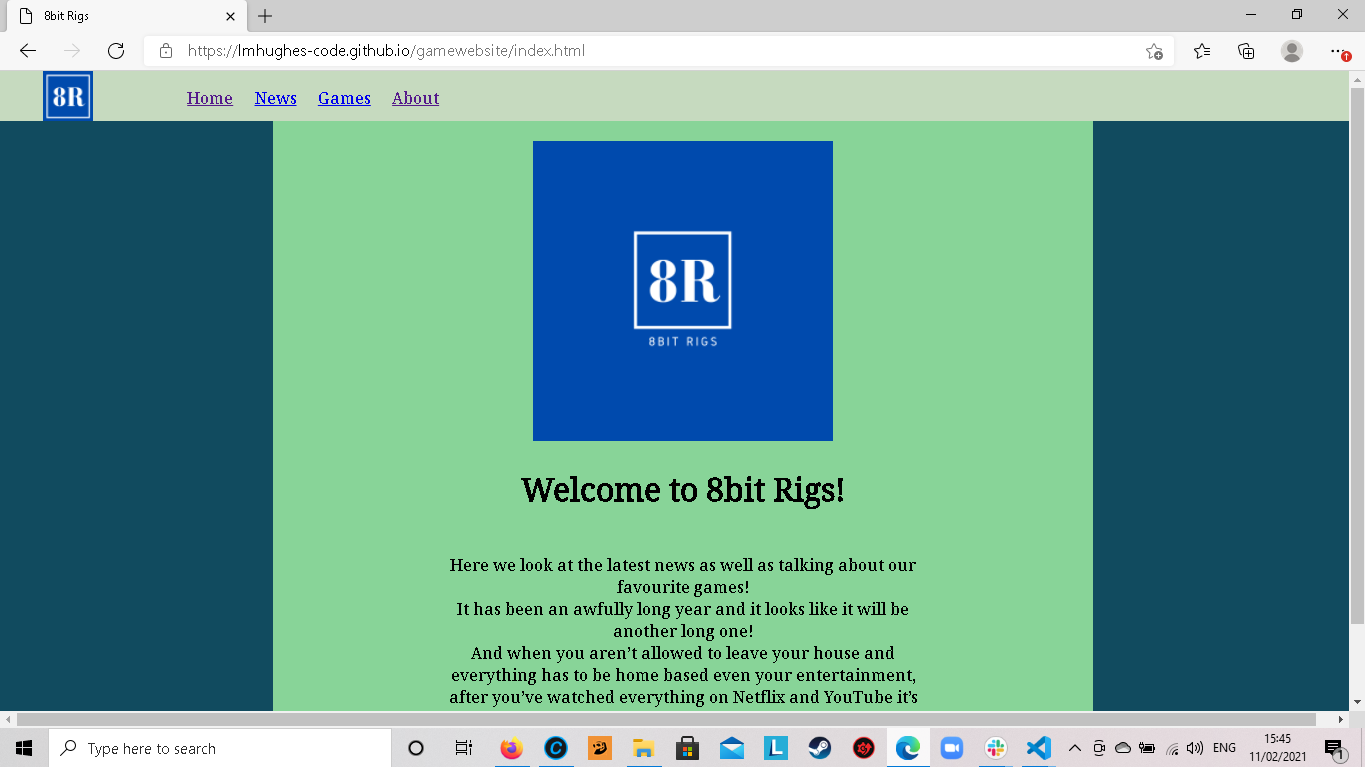 8bit Rigs
https://lmhughes-code.github.io/gamewebsite/index.html
8R
Home News Games About
8R
8BIT RIGS
Welcome to 8bit Rigs!
Here we look at the latest news as well as talking about our
favourite games!
It has been an awfully long year and it looks like it will be
another long one!
And when you aren’t allowed to leave your house and
everything has to be home based even your entertainment,
after you’ve watched everything on Netflix and YouTube it’s
Type here to search
L
ENG
15:45
11/02/2021
1